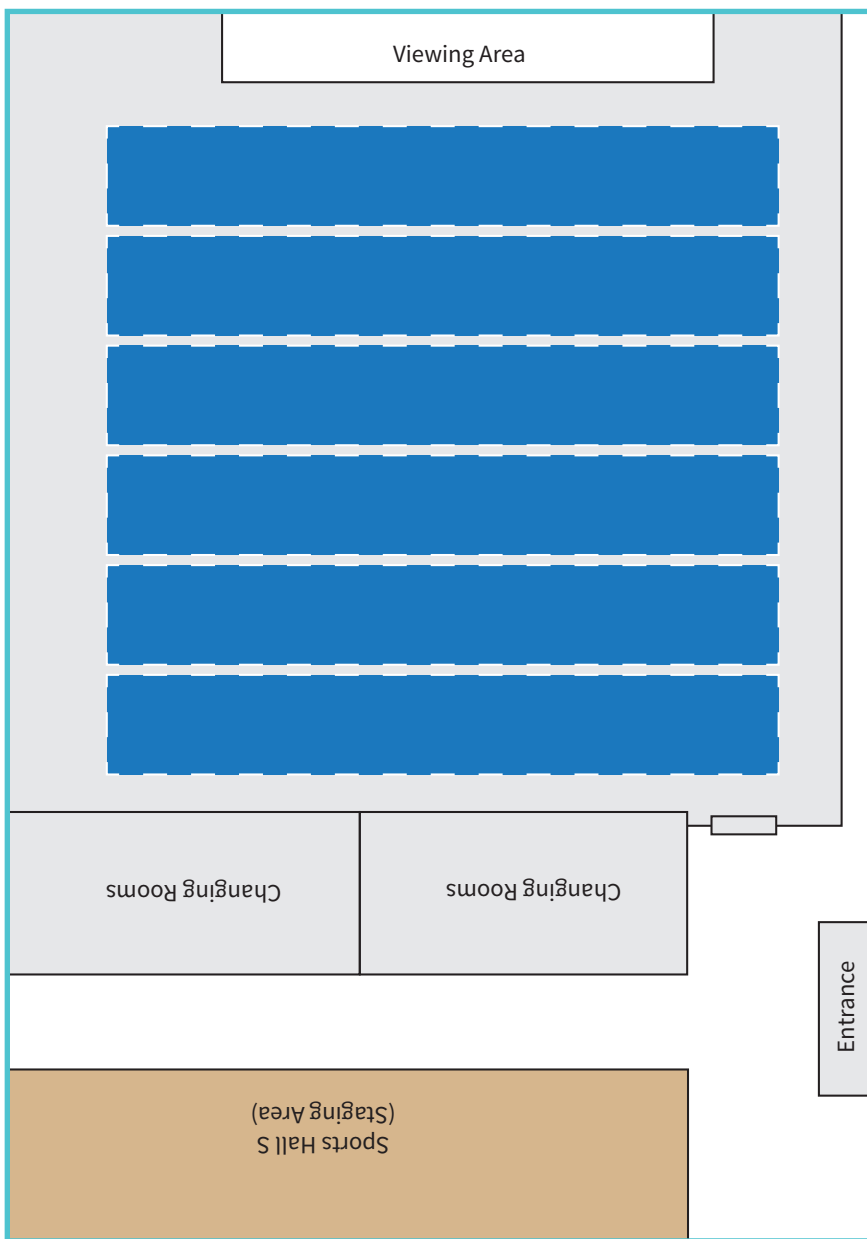 Viewing Area
Changing Rooms
Changing Rooms
Entrance
Sports Hall S
(Staging Area)